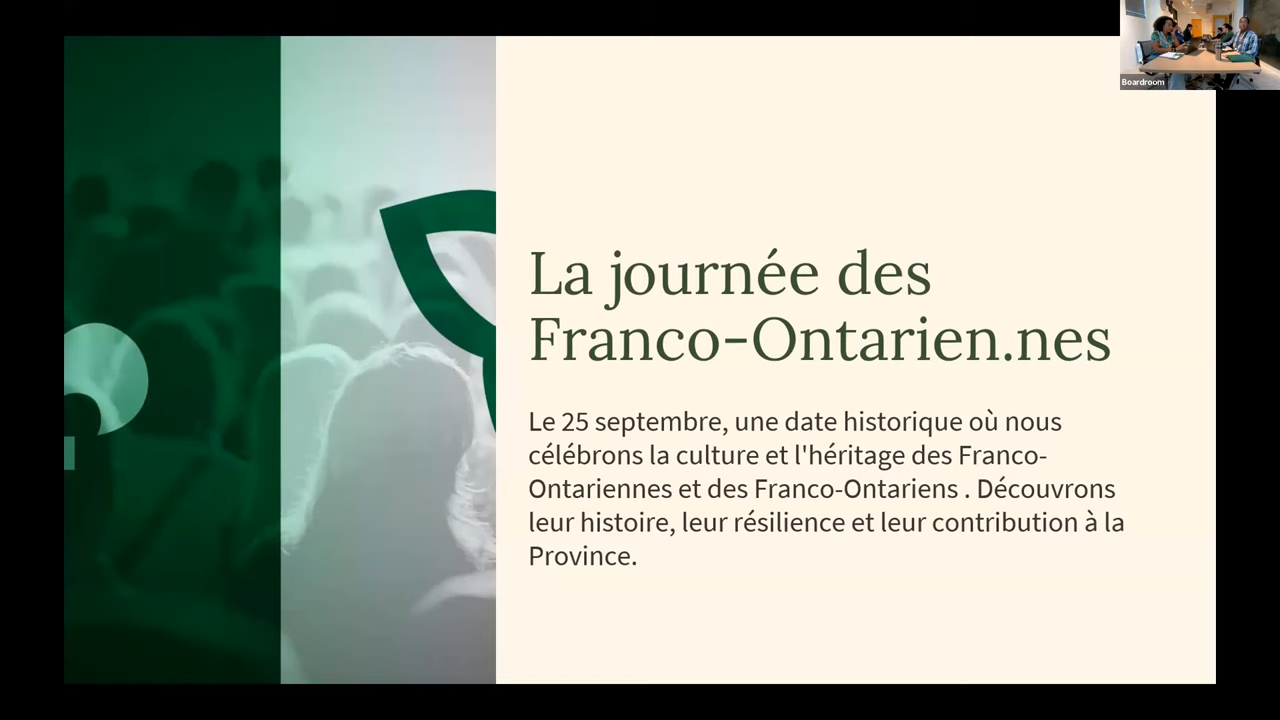 Boardroom
La journée des
Franco-Ontarien.nes
Le 25 septembre, une date historique où nous
célébrons la culture et l'héritage des Franco-
Ontariennes et des Franco-Ontariens . Découvrons
leur histoire, leur résilience et leur contribution à la
Province.